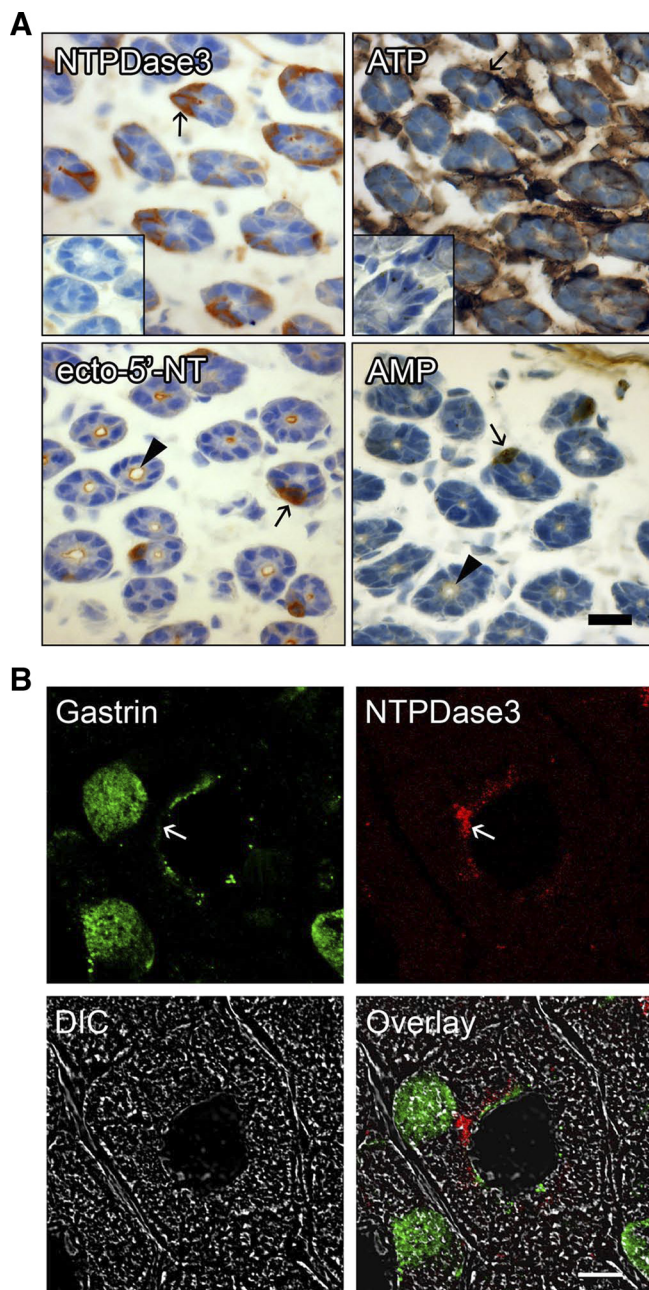 A
NTPDase3
ATP
ecto-5'-NT
AMP
B
Gastrin
NTPDase3
DIC
Overlay